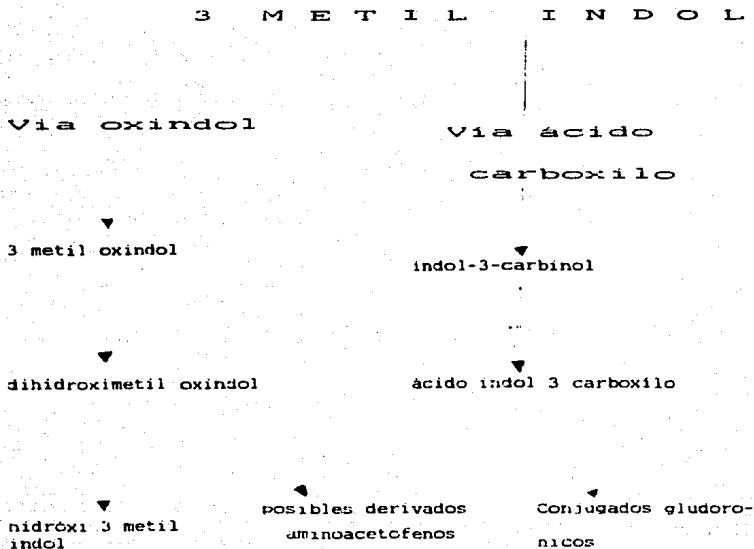 3 METIL INDOL
Via oxindol
Via ácido
carboxilo
3 metil oxindol
indol-3-carbinol
dihidroximetil oxindol
ácido indol 3 carboxilo
hidróxi 3 metil
indol
posibles derivados
aminoacetofenos
Conjugados gludoro-
nicos